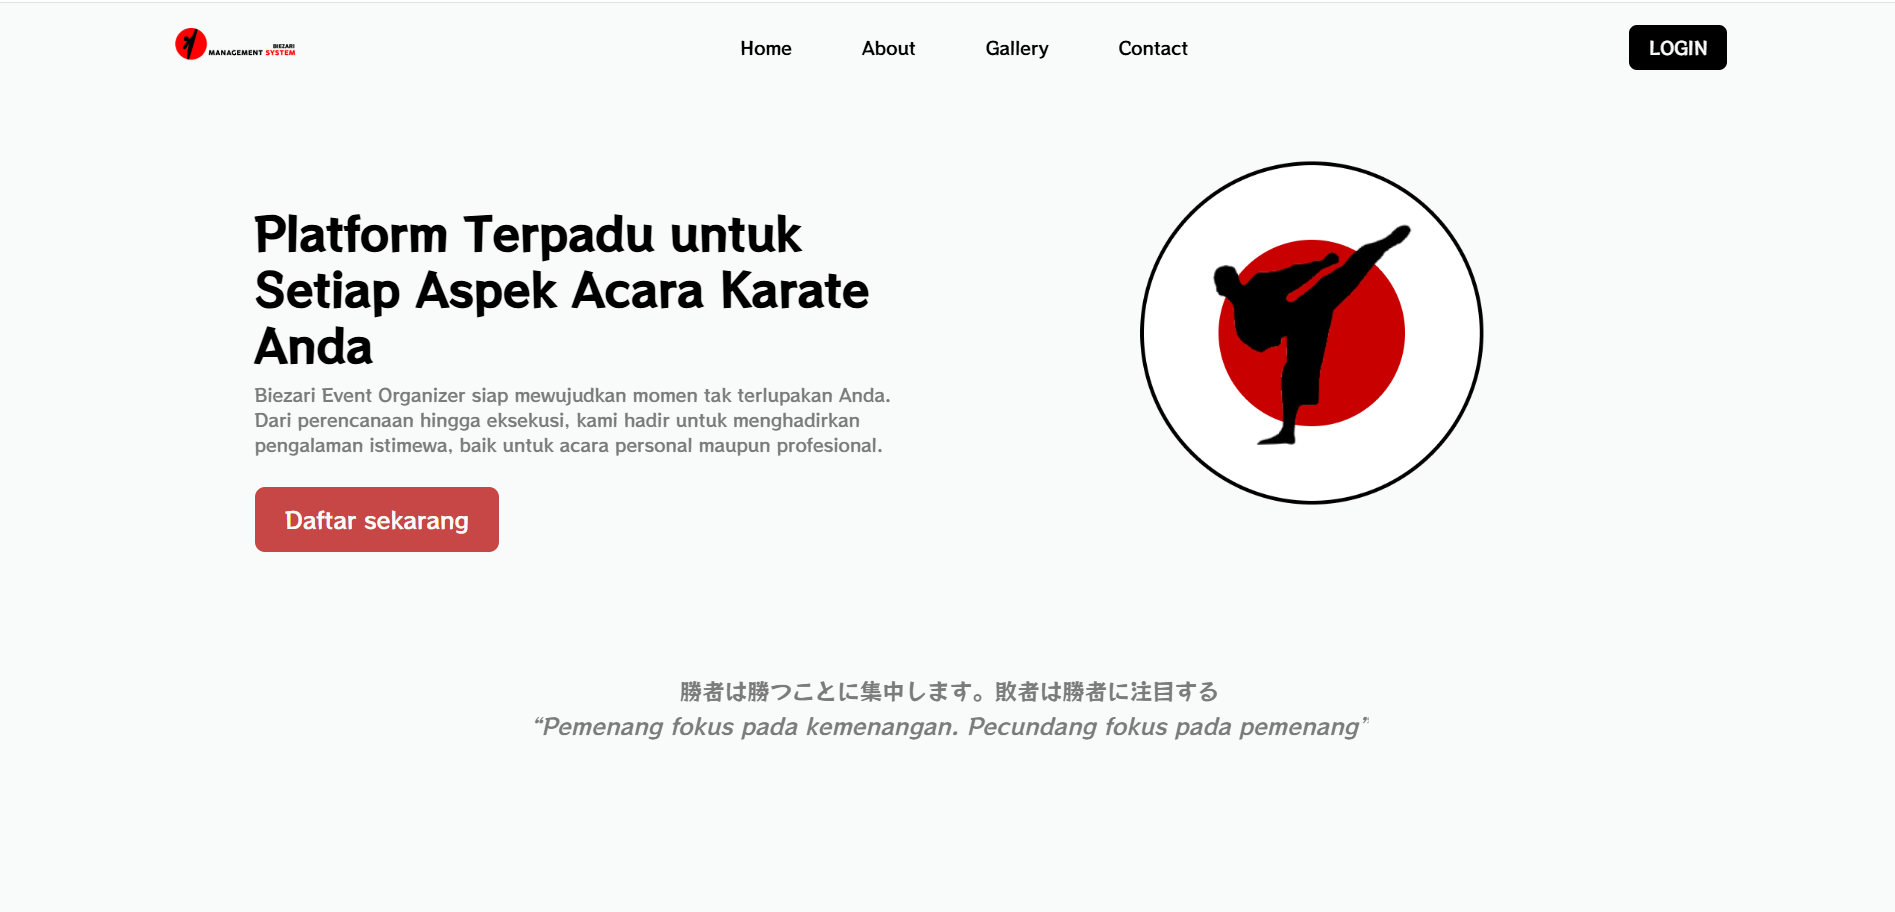 BIEZARI
MANAGEMENT SYSTEM
Home
About
Gallery
Contact
LOGIN
Platform Terpadu untuk
Setiap Aspek Acara Karate
Anda
Biezari Event Organizer siap mewujudkan momen tak terlupakan Anda.
Dari perencanaan hingga eksekusi, kami hadir untuk menghadirkan
pengalaman istimewa, baik untuk acara personal maupun profesional.
Daftar sekarang
勝者は勝つことに集中します。敗者は勝者に注目する
“Pemenang fokus pada kemenangan. Pecundang fokus pada pemenang”